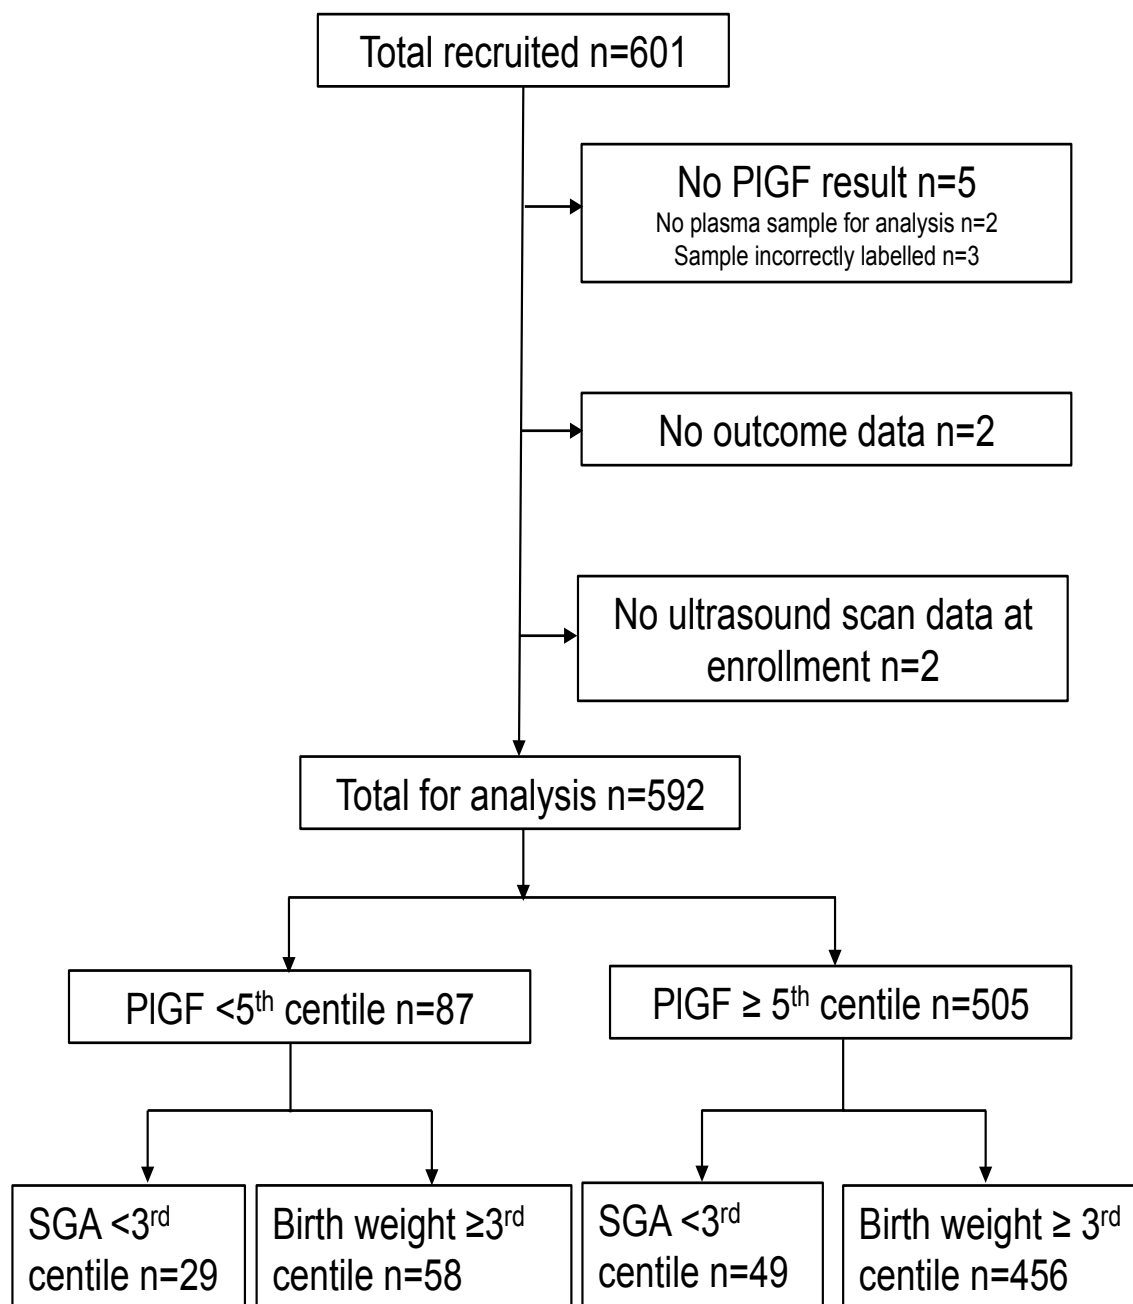 Total recruited n=601
No PlGF result n=5
No plasma sample for analysis n=2
Sample incorrectly labelled n=3
No outcome data n=2
No ultrasound scan data at
enrollment n=2
Total for analysis n=592
PlGF <5th centile n=87
PlGF ≥ 5th centile n=505
SGA <3rd
centile n=29
Birth weight ≥3rd
centile n=58
SGA <3rd
centile n=49
Birth weight ≥ 3rd
centile n=456